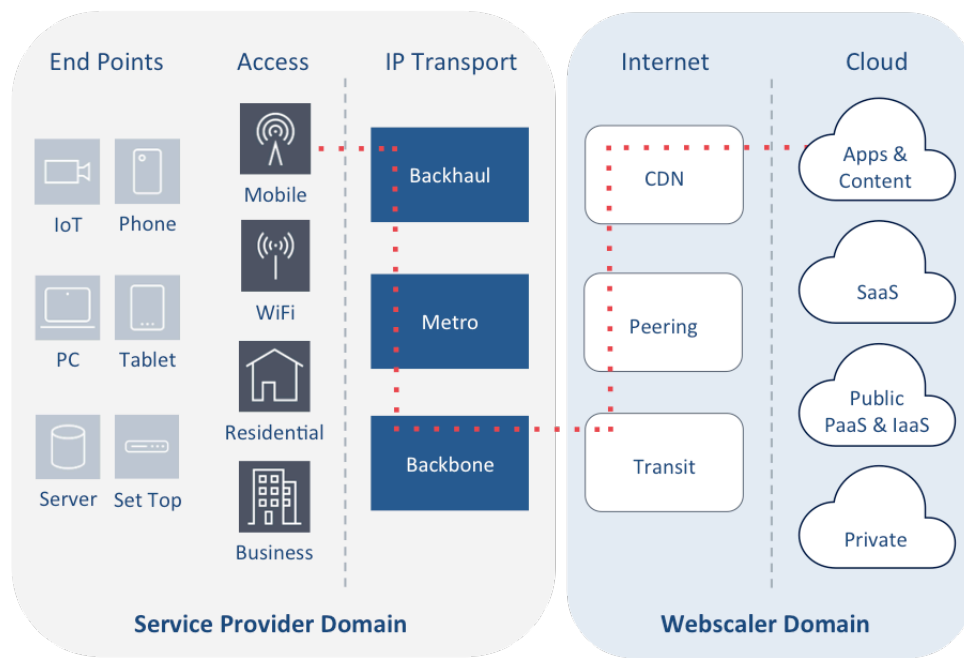 End Points
Access
IP Transport
Internet
Cloud
IoT
Phone
PC
Tablet
Server
Set Top
Mobile
WiFi
Residential
Business
Backhaul
Metro
Backbone
CDN
Peering
Transit
Apps &
Content
SaaS
Public
PaaS & IaaS
Private
Service Provider Domain
Webscaler Domain